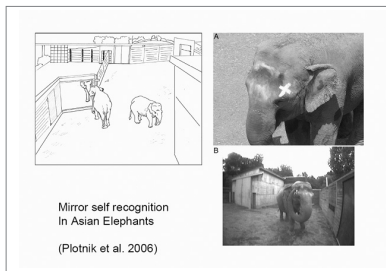 A
B
Mirror self recognition
In Asian Elephants
(Plotnik et al. 2006)